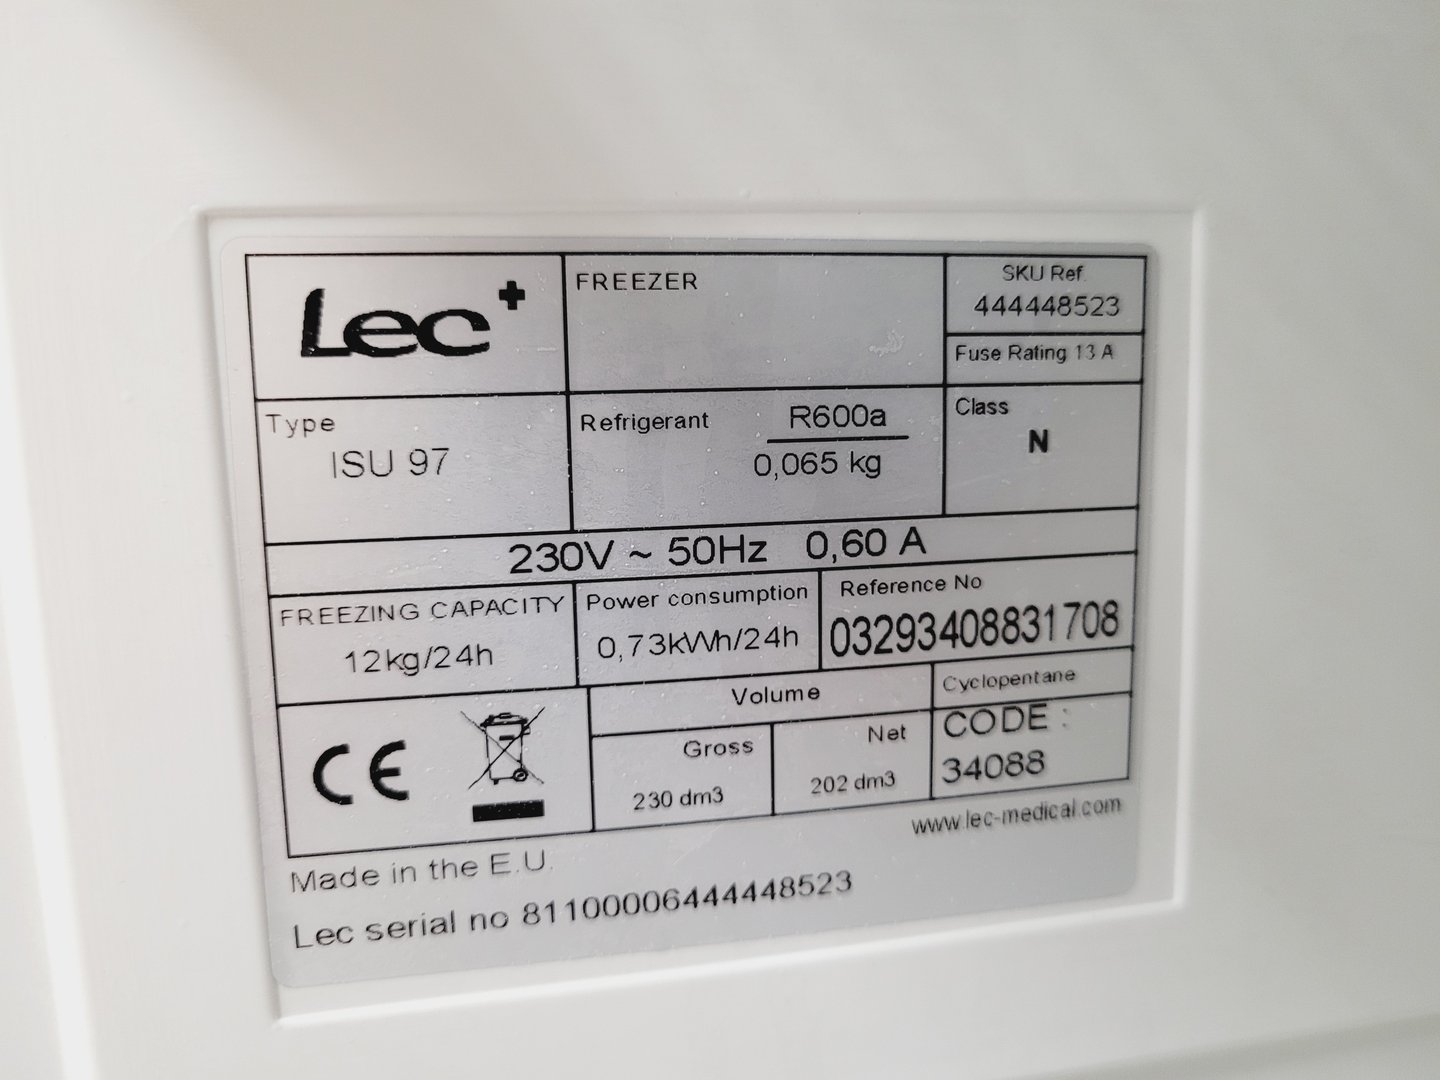 Lec+
FREEZER
SKU Ref.
444448523
Fuse Rating 13 A
Type
ISU 97
Refrigerant R600a
0,065 kg
Class
N
230V ~ 50Hz 0,60 A
FREEZING CAPACITY
12kg/24h
Power consumption
0,73kWh/24h
Reference No
03293408831708
CE
Volume
Gross
230 dm3
Net
202 dm3
Cyclopentane
CODE :
34088
www.lec-medical.com
Made in the E.U.
Lec serial no 81100006444448523